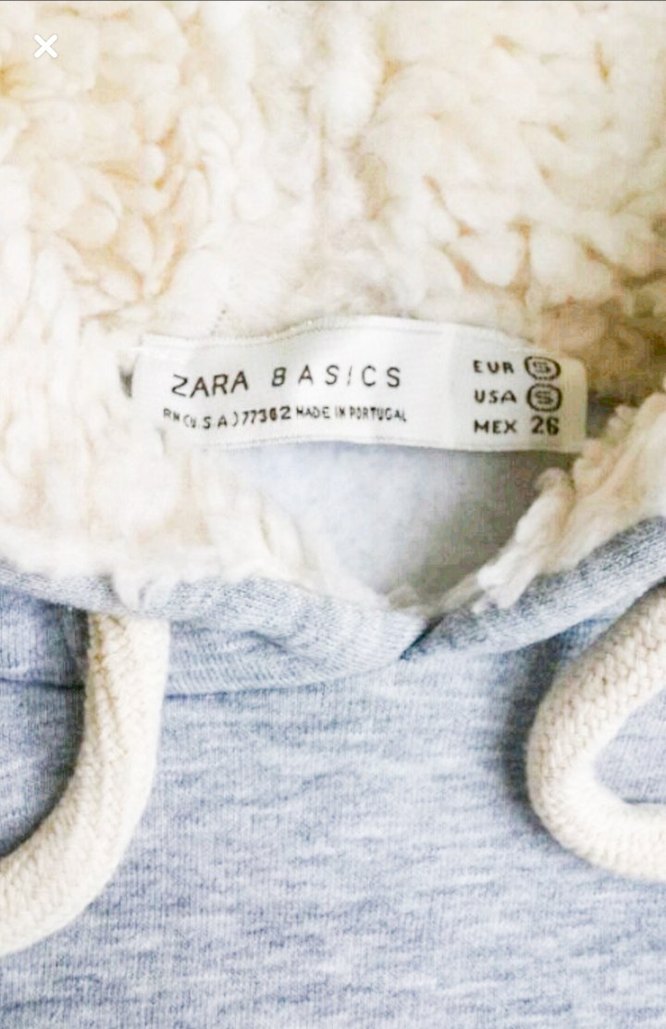 ZARA BASICS
RN(U.S.A)77302 MADE IN PORTUGAL
EUR S
USA S
MEX 26